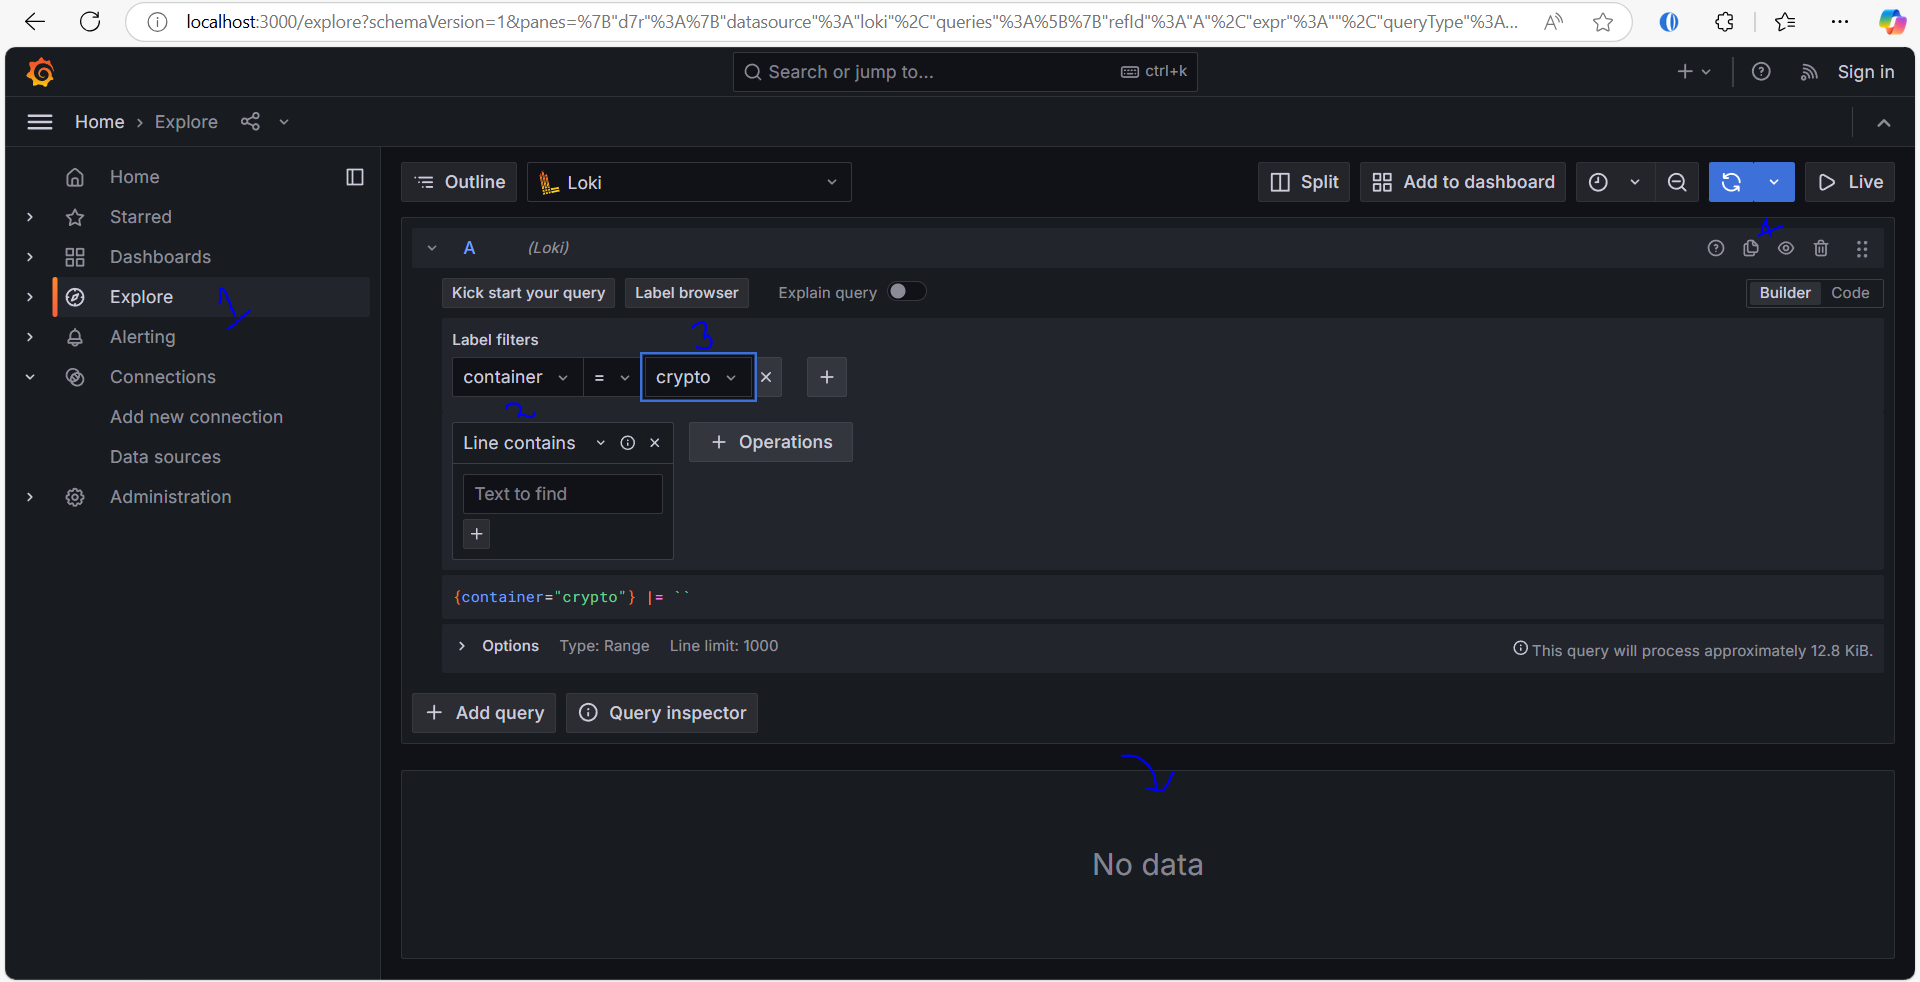 localhost:3000/explore?schemaVersion=1&panes=%7B"d7r"%3A%7B"datasource"%3A"loki"%2C"queries"%3A%5B%7B"refId"%3A"A"%2C"expr"%3A""%2C"queryType"%3A...
Search or jump to...
ctrl+k
Sign in
Home › Explore
Home
Starred
Dashboards
Explore
1
Alerting
Connections
Add new connection
Data sources
Administration
Outline
Loki
Split
Add to dashboard
Live
4
A (Loki)
Kick start your query
Label browser
Explain query
Builder
Code
3
Label filters
container
=
crypto
2
Line contains
Operations
Text to find
{container="crypto"} |= ``
Options Type: Range Line limit: 1000
This query will process approximately 12.8 KiB.
Add query
Query inspector
No data